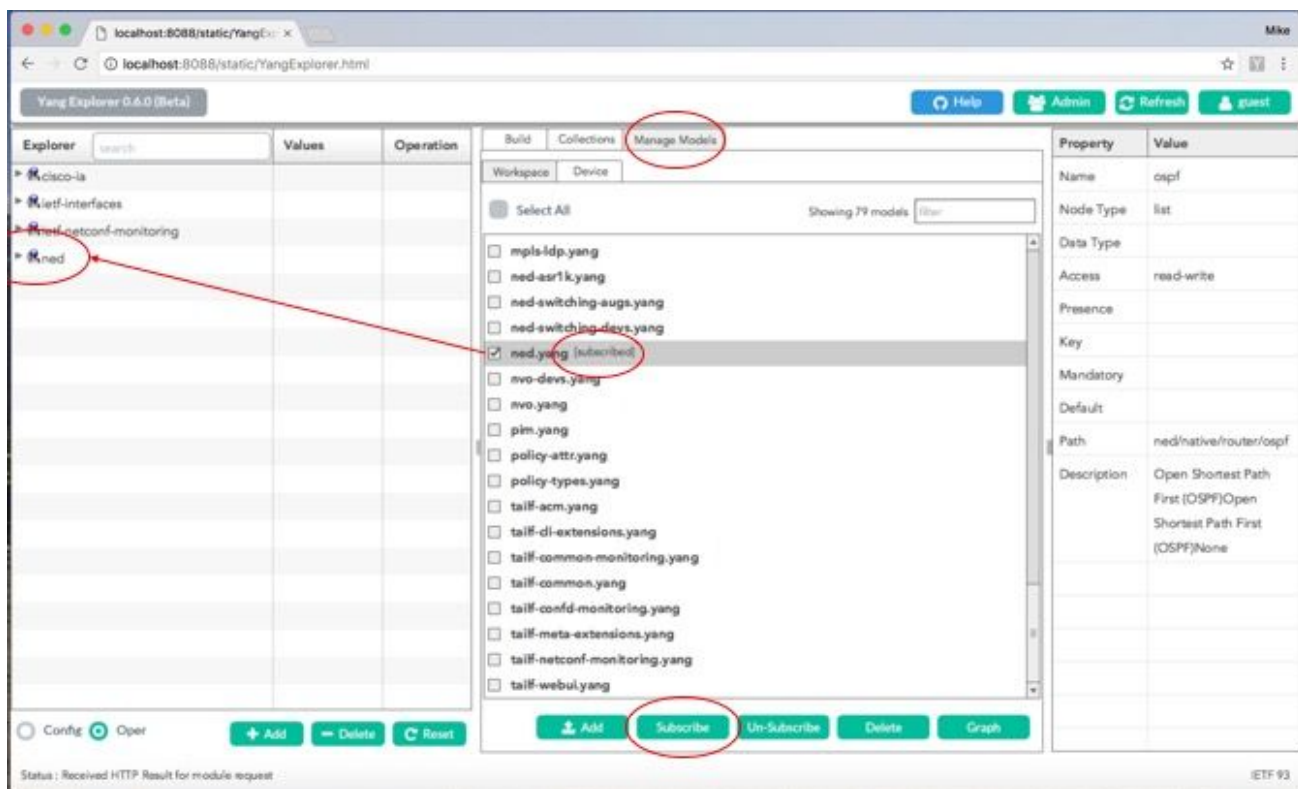 localhost:8088/static/YangEx ×
Mike
localhost:8088/static/YangExplorer.html
Yang Explorer 0.6.0 (Beta)
Help
Admin
Refresh
guest
Explorer search Values Operation
cisco-ia
ietf-interfaces
ietf-netconf-monitoring
ned
Build Collections Manage Models
Workspace Device
Select All Showing 79 models filter
mpls-ldp.yang
ned-asr1k.yang
ned-switching-augs.yang
ned-switching-devs.yang
ned.yang [subscribed]
nvo-devs.yang
nvo.yang
pim.yang
policy-attr.yang
policy-types.yang
tailf-acm.yang
tailf-cli-extensions.yang
tailf-common-monitoring.yang
tailf-common.yang
tailf-confd-monitoring.yang
tailf-meta-extensions.yang
tailf-netconf-monitoring.yang
tailf-webui.yang
Add Subscribe Un-Subscribe Delete Graph
Property Value
Name ospf
Node Type list
Data Type
Access read-write
Presence
Key
Mandatory
Default
Path ned/native/router/ospf
Description Open Shortest Path
First (OSPF)Open
Shortest Path First
(OSPF)None
Config Oper Add Delete Reset
Status : Received HTTP Result for module request
IETF 93